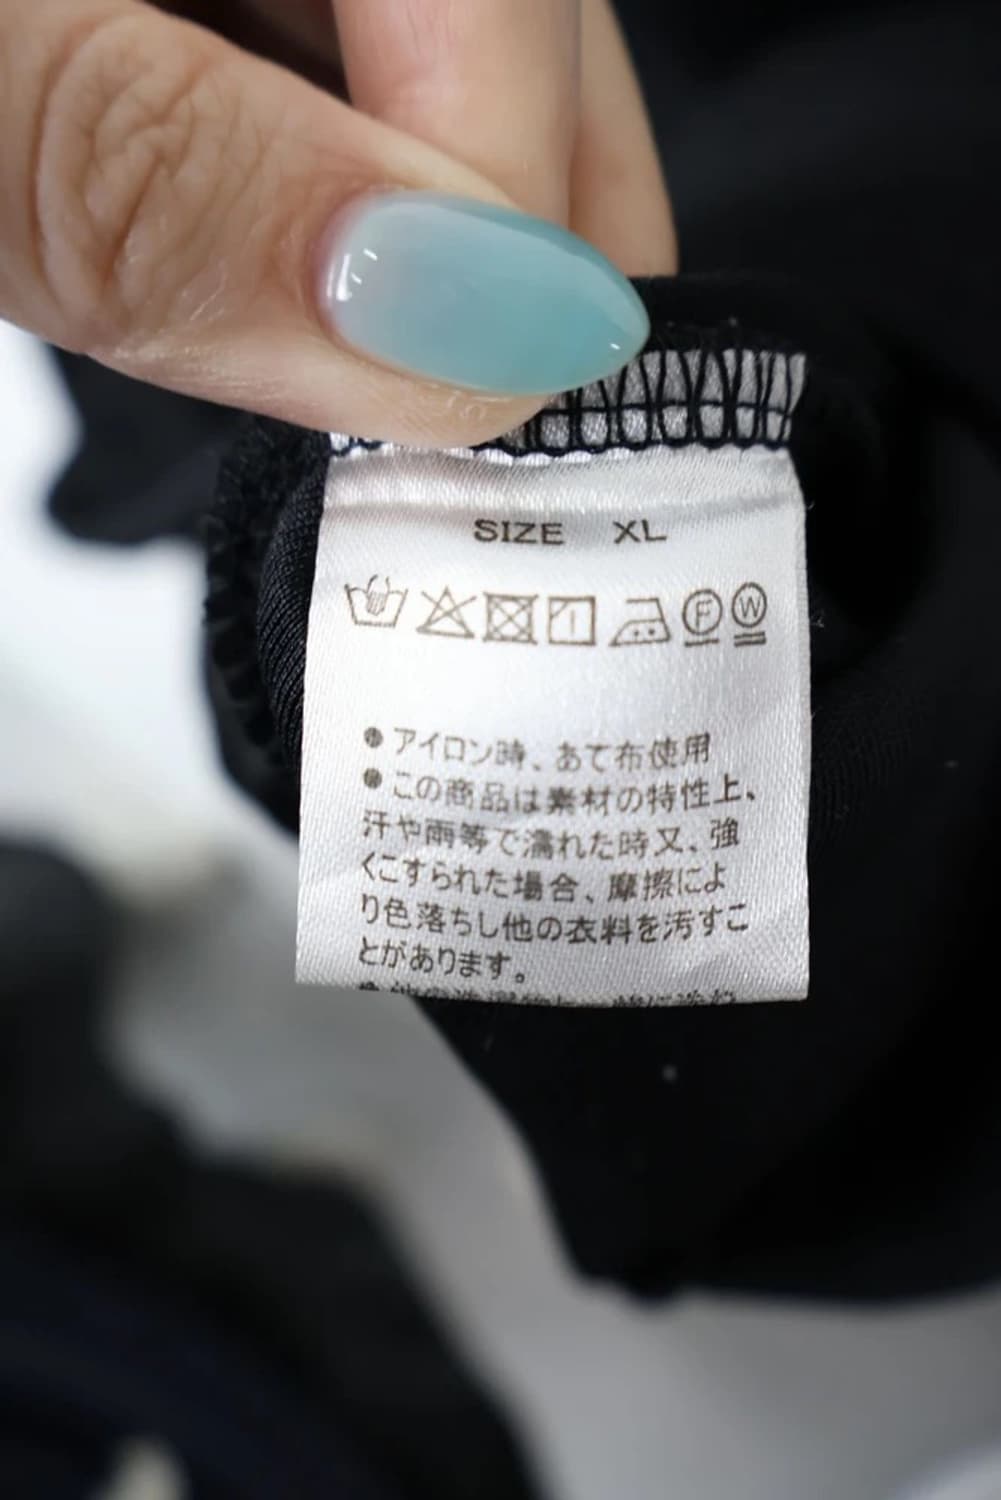 SIZE XL
F W
● アイロン時、あて布使用
● この商品は素材の特性上、
汗や雨等で濡れた時又、強
くこすられた場合、摩擦によ
り色落ちし他の衣料を汚すこ
とがあります。